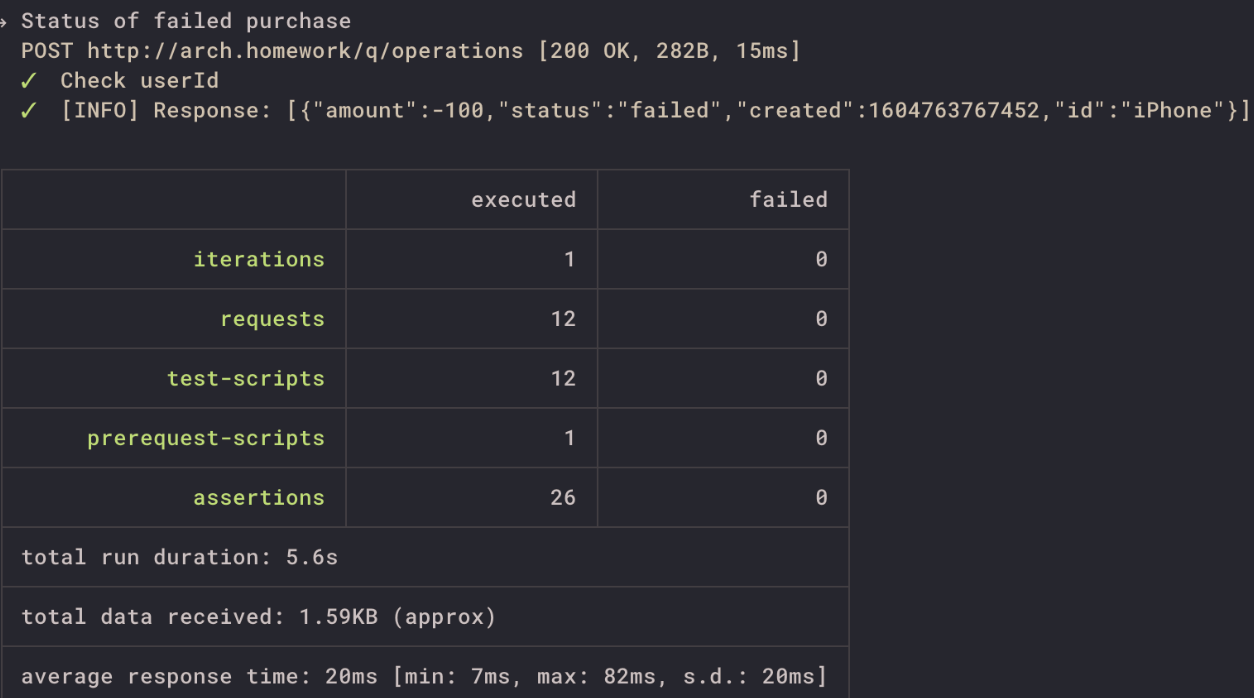 → Status of failed purchase
POST http://arch.homework/q/operations [200 OK, 282B, 15ms]
✓ Check userId
✓ [INFO] Response: [{"amount":-100,"status":"failed","created":1604763767452,"id":"iPhone"}]
executed failed
iterations 1 0
requests 12 0
test-scripts 12 0
prerequest-scripts 1 0
assertions 26 0
total run duration: 5.6s
total data received: 1.59KB (approx)
average response time: 20ms [min: 7ms, max: 82ms, s.d.: 20ms]